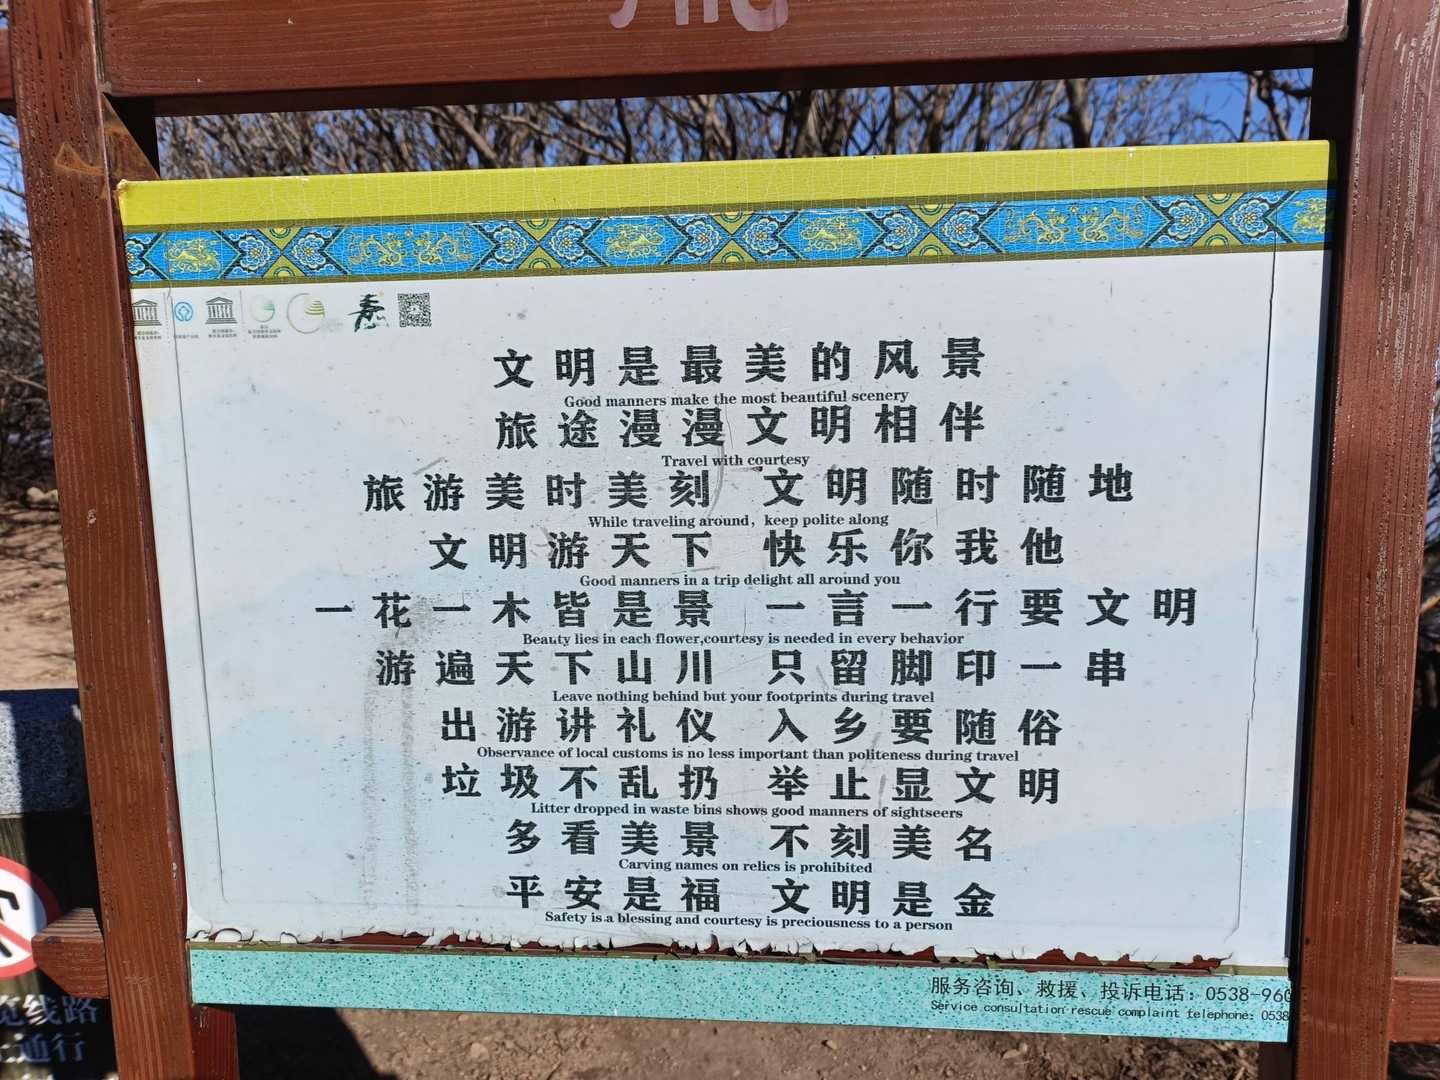 文明是最美的风景
Good manners make the most beautiful scenery
旅途漫漫文明相伴
Travel with courtesy
旅游美时美刻 文明随时随地
While traveling around, keep polite along
文明游天下 快乐你我他
Good manners in a trip delight all around you
一花一木皆是景 一言一行要文明
Beauty lies in each flower,courtesy is needed in every behavior
游遍天下山川 只留脚印一串
Leave nothing behind but your footprints during travel
出游讲礼仪 入乡要随俗
Observance of local customs is no less important than politeness during travel
垃圾不乱扔 举止显文明
Litter dropped in waste bins shows good manners of sightseers
多看美景 不刻美名
Carving names on relics is prohibited
平安是福 文明是金
Safety is a blessing and courtesy is preciousness to a person
服务咨询、救援、投诉电话：0538-960
Service consultation rescue complaint telephone: 0538
览线路
通行